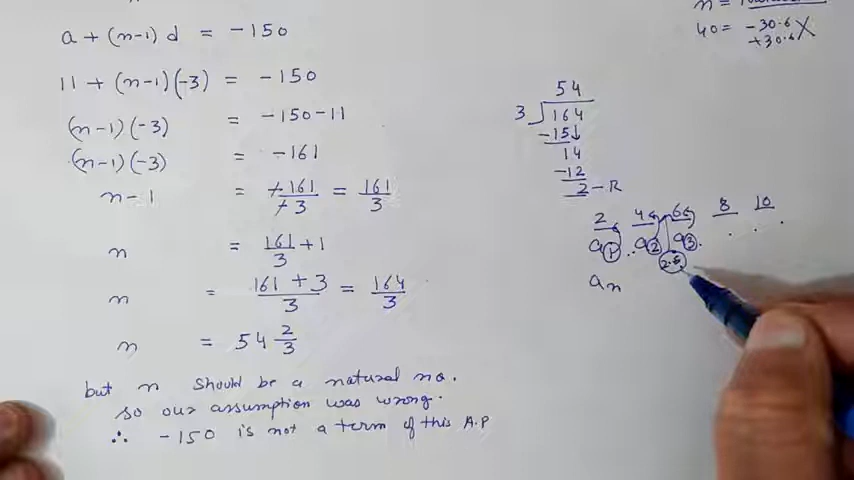 a + (n-1) d = -150
11 + (n-1)(-3) = -150
(n-1)(-3) = -150-11
(n-1)(-3) = -161
n-1 = -161/-3 = 161/3
n = 161/3 + 1
n = 161 + 3/3 = 164/3
n = 54 2/3
but n should be a natural no.
so our assumption was wrong.
∴ -150 is not a term of this A.P
n =
40 = -30.6 X
+30.6
54
3 164
-15↓
14
-12
2 - R
2 4 6 8 10
a1 .. a2 a3 . . . .
2.5
an